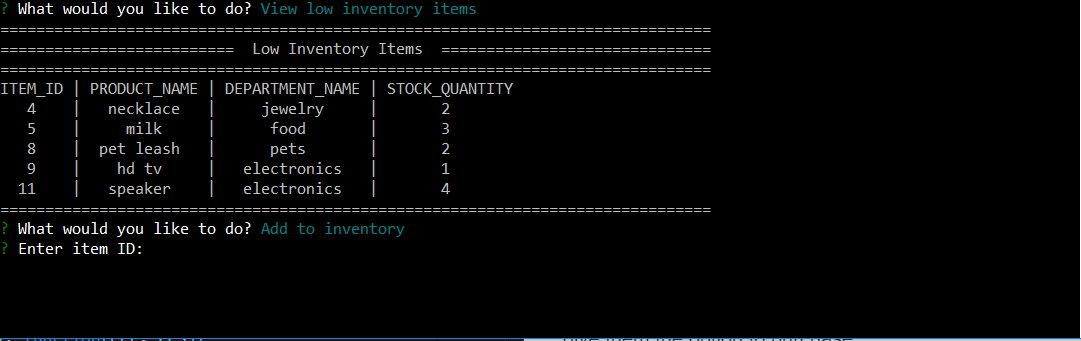 ? What would you like to do? View low inventory items
===============================================================================
========================== Low Inventory Items ==============================
===============================================================================
ITEM_ID | PRODUCT_NAME | DEPARTMENT_NAME | STOCK_QUANTITY
4 | necklace | jewelry | 2
5 | milk | food | 3
8 | pet leash | pets | 2
9 | hd tv | electronics | 1
11 | speaker | electronics | 4
===============================================================================
? What would you like to do? Add to inventory
? Enter item ID: